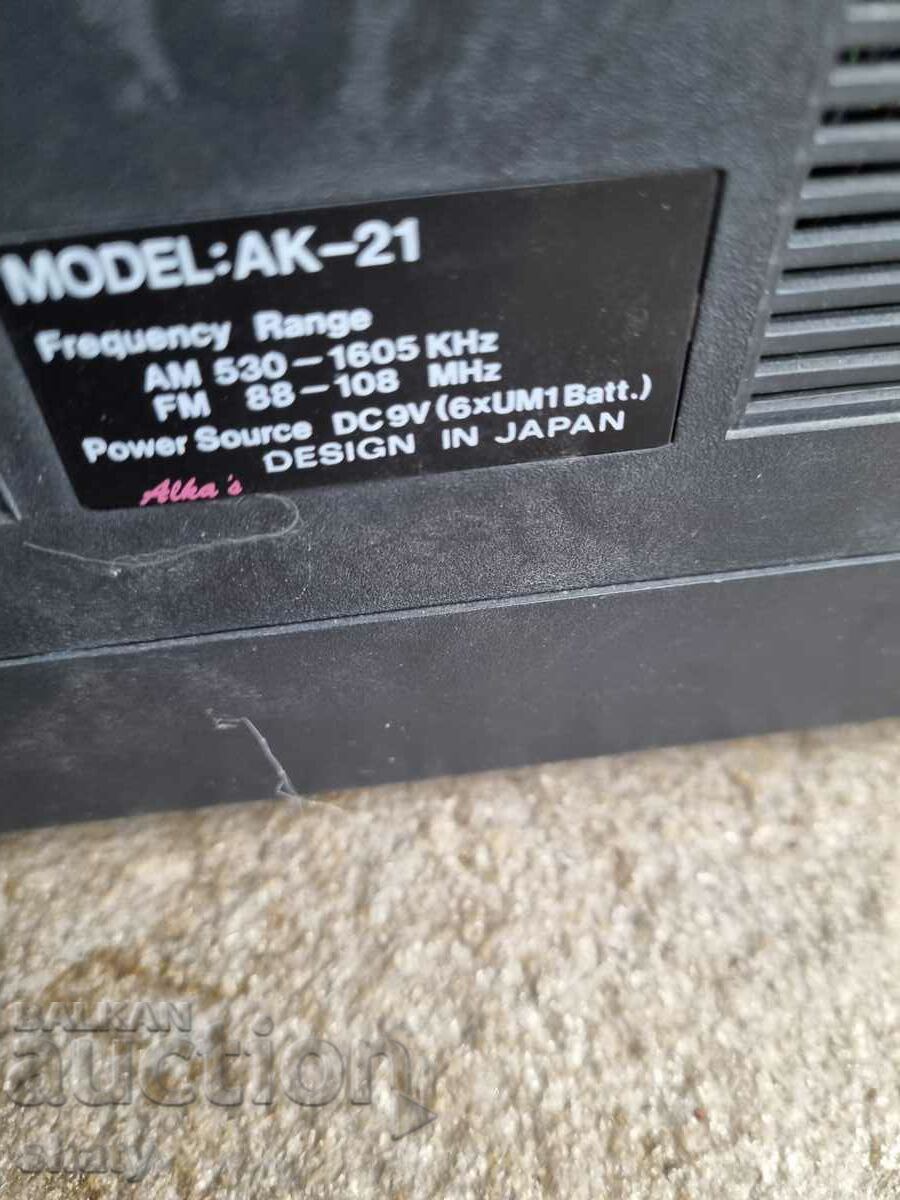 MODEL:AK-21
Frequency Range
AM 530-1605 KHz
FM 88-108 MHz
Power Source DC 9V (6xUM1 Batt.)
DESIGN IN JAPAN
Alka's
BALKAN
auction